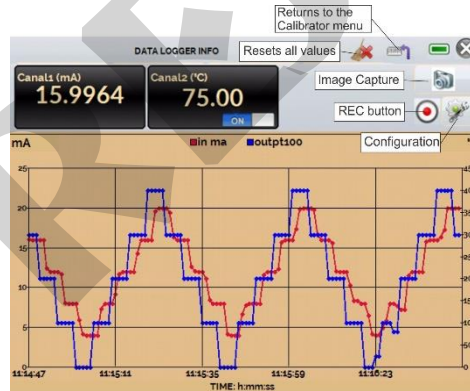 Returns to the
Calibrator menu
DATA LOGGER INFO
Resets all values
Canal1 (mA)
15.9964
Canal2 (°C)
75.00
ON
Image Capture
REC button
Configuration
mA
in ma
outpt100
25
20
15
10
5
0
11:14:47
11:15:11
11:15:35
11:15:59
11:16:23
TIME: h:mm:ss